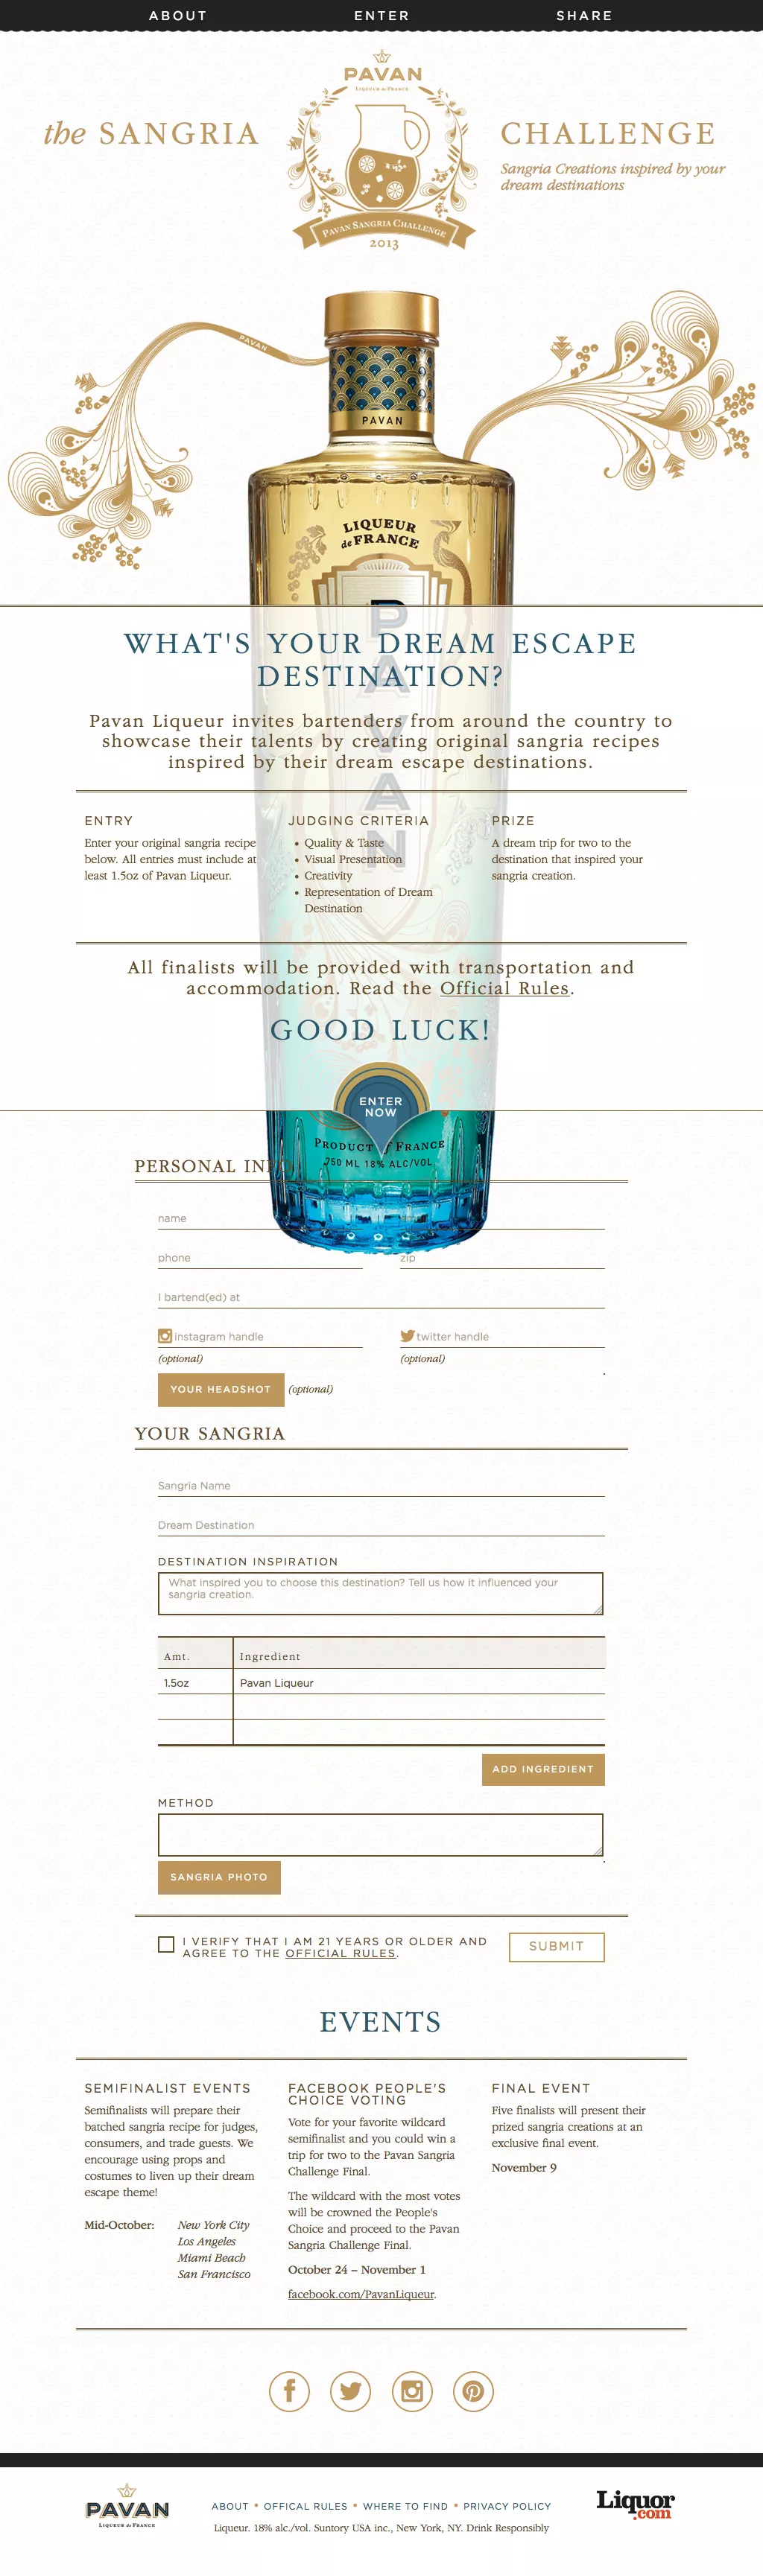 ABOUT
ENTER
SHARE
PAVAN
LIQUEUR de FRANCE
the SANGRIA
CHALLENGE
Sangria Creations inspired by your
dream destinations
PAVAN SANGRIA CHALLENGE
2013
PAVAN
PAVAN
LIQUEUR
de FRANCE
PAVAN
WHAT'S YOUR DREAM ESCAPE
DESTINATION?
Pavan Liqueur invites bartenders from around the country to
showcase their talents by creating original sangria recipes
inspired by their dream escape destinations.
ENTRY
Enter your original sangria recipe
below. All entries must include at
least 1.5oz of Pavan Liqueur.
JUDGING CRITERIA
• Quality & Taste
• Visual Presentation
• Creativity
• Representation of Dream
Destination
PRIZE
A dream trip for two to the
destination that inspired your
sangria creation.
All finalists will be provided with transportation and
accommodation. Read the Official Rules.
GOOD LUCK!
ENTER
NOW
PRODUCT of FRANCE
750 ML 18% ALC/VOL
PERSONAL INFO
name
phone
zip
I bartend(ed) at
instagram handle
twitter handle
(optional)
(optional)
YOUR HEADSHOT
(optional)
YOUR SANGRIA
Sangria Name
Dream Destination
DESTINATION INSPIRATION
What inspired you to choose this destination? Tell us how it influenced your
sangria creation.
Amt.
Ingredient
1.5oz
Pavan Liqueur
ADD INGREDIENT
METHOD
SANGRIA PHOTO
I VERIFY THAT I AM 21 YEARS OR OLDER AND
AGREE TO THE OFFICIAL RULES.
SUBMIT
EVENTS
SEMIFINALIST EVENTS
Semifinalists will prepare their
batched sangria recipe for judges,
consumers, and trade guests. We
encourage using props and
costumes to liven up their dream
escape theme!
Mid-October:
New York City
Los Angeles
Miami Beach
San Francisco
FACEBOOK PEOPLE'S
CHOICE VOTING
Vote for your favorite wildcard
semifinalist and you could win a
trip for two to the Pavan Sangria
Challenge Final.
The wildcard with the most votes
will be crowned the People's
Choice and proceed to the Pavan
Sangria Challenge Final.
October 24 – November 1
facebook.com/PavanLiqueur.
FINAL EVENT
Five finalists will present their
prized sangria creations at an
exclusive final event.
November 9
PAVAN
LIQUEUR de FRANCE
ABOUT • OFFICAL RULES • WHERE TO FIND • PRIVACY POLICY
Liqueur. 18% alc./vol. Suntory USA inc., New York, NY. Drink Responsibly
Liquor
.com